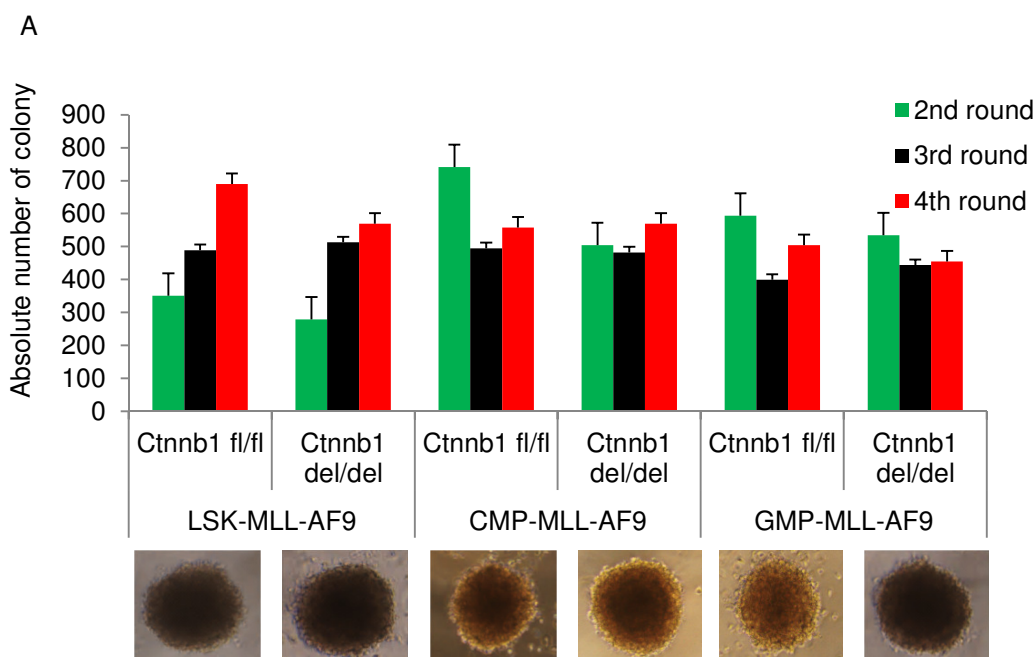 A
Absolute number of colony
900
800
700
600
500
400
300
200
100
0
2nd round
3rd round
4th round
Ctnnb1 fl/fl
Ctnnb1
del/del
Ctnnb1 fl/fl
Ctnnb1
del/del
Ctnnb1 fl/fl
Ctnnb1
del/del
LSK-MLL-AF9
CMP-MLL-AF9
GMP-MLL-AF9